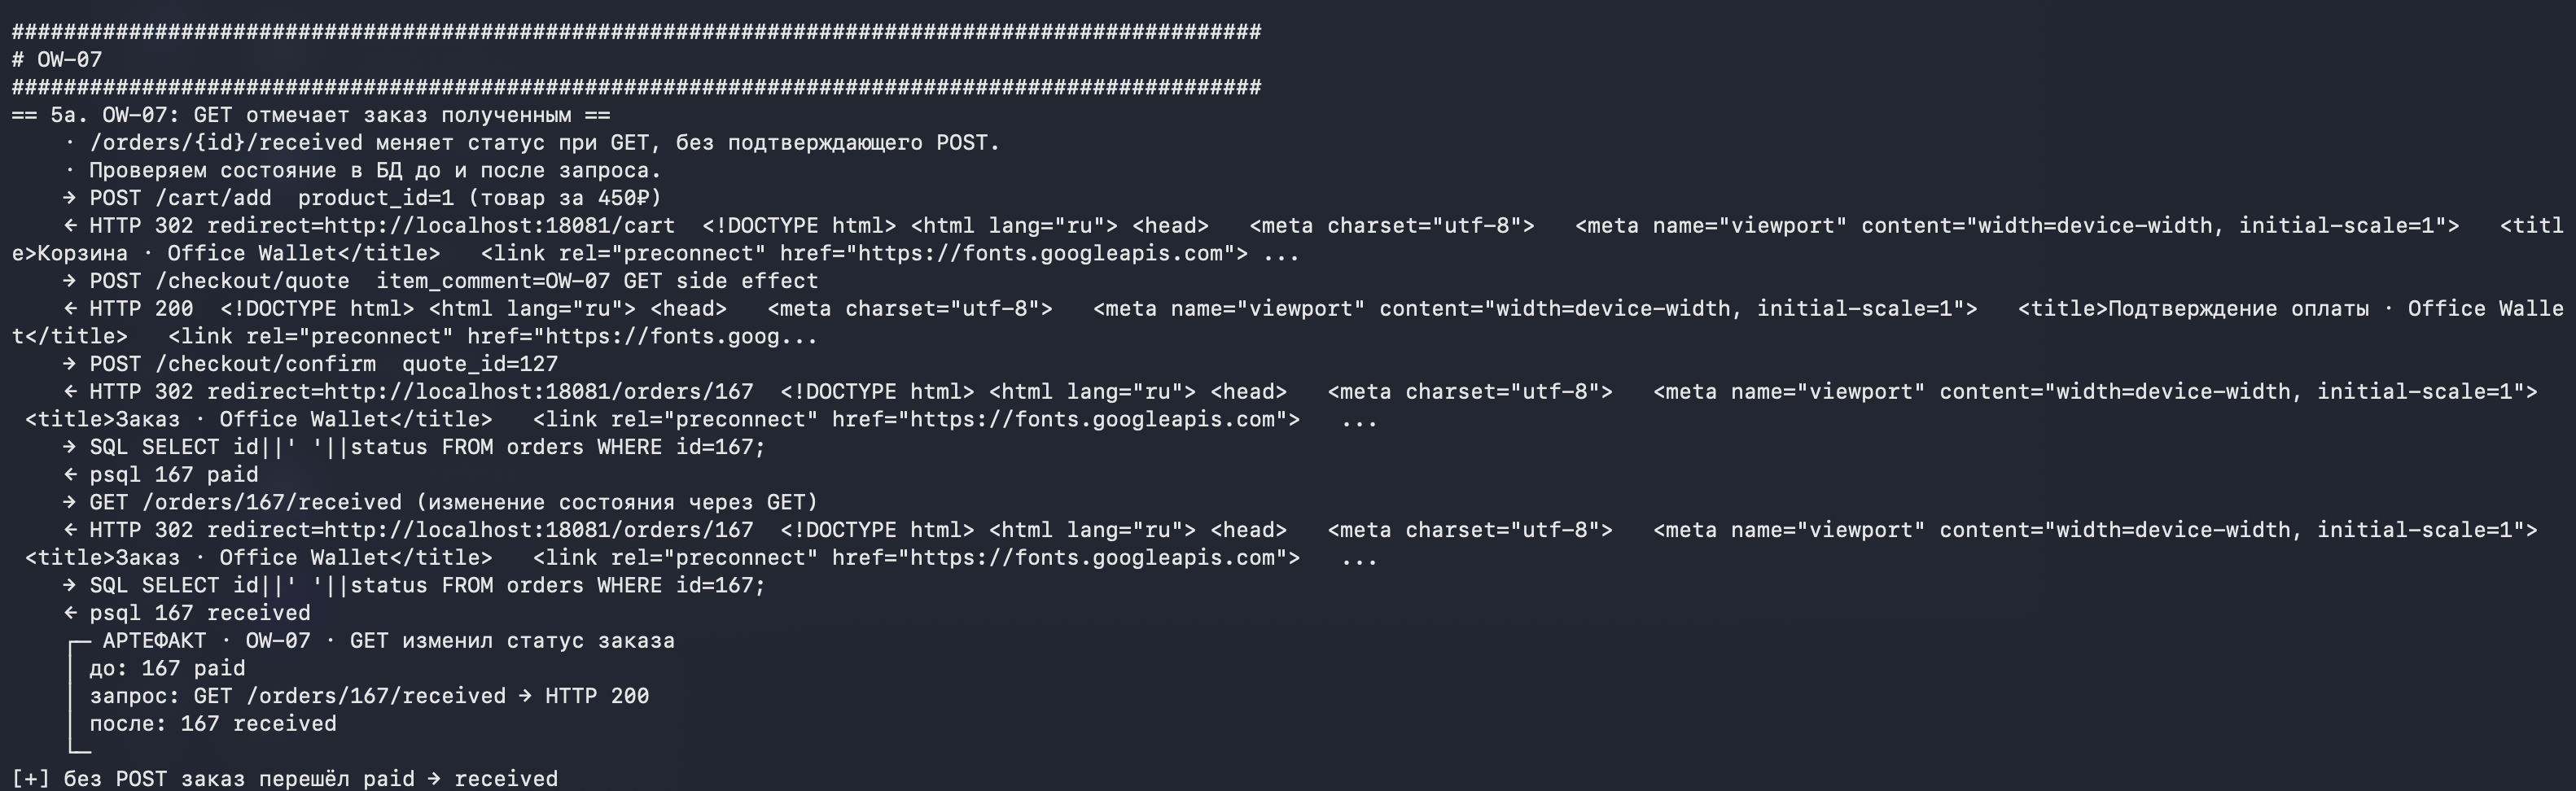 ################################################################################################
# OW-07
################################################################################################
== 5a. OW-07: GET отмечает заказ полученным ==
    · /orders/{id}/received меняет статус при GET, без подтверждающего POST.
    · Проверяем состояние в БД до и после запроса.
    → POST /cart/add  product_id=1 (товар за 450₽)
    ← HTTP 302 redirect=http://localhost:18081/cart  <!DOCTYPE html> <html lang="ru"> <head>   <meta charset="utf-8">   <meta name="viewport" content="width=device-width, initial-scale=1">   <titl
e>Корзина · Office Wallet</title>   <link rel="preconnect" href="https://fonts.googleapis.com"> ...
    → POST /checkout/quote  item_comment=OW-07 GET side effect
    ← HTTP 200  <!DOCTYPE html> <html lang="ru"> <head>   <meta charset="utf-8">   <meta name="viewport" content="width=device-width, initial-scale=1">   <title>Подтверждение оплаты · Office Walle
t</title>   <link rel="preconnect" href="https://fonts.goog...
    → POST /checkout/confirm  quote_id=127
    ← HTTP 302 redirect=http://localhost:18081/orders/167  <!DOCTYPE html> <html lang="ru"> <head>   <meta charset="utf-8">   <meta name="viewport" content="width=device-width, initial-scale=1">
 <title>Заказ · Office Wallet</title>   <link rel="preconnect" href="https://fonts.googleapis.com">   ...
    → SQL SELECT id||' '||status FROM orders WHERE id=167;
    ← psql 167 paid
    → GET /orders/167/received (изменение состояния через GET)
    ← HTTP 302 redirect=http://localhost:18081/orders/167  <!DOCTYPE html> <html lang="ru"> <head>   <meta charset="utf-8">   <meta name="viewport" content="width=device-width, initial-scale=1">
 <title>Заказ · Office Wallet</title>   <link rel="preconnect" href="https://fonts.googleapis.com">   ...
    → SQL SELECT id||' '||status FROM orders WHERE id=167;
    ← psql 167 received
    ┌─ АРТЕФАКТ · OW-07 · GET изменил статус заказа
    │ до: 167 paid
    │ запрос: GET /orders/167/received → HTTP 200
    │ после: 167 received
    └─
[+] без POST заказ перешёл paid → received